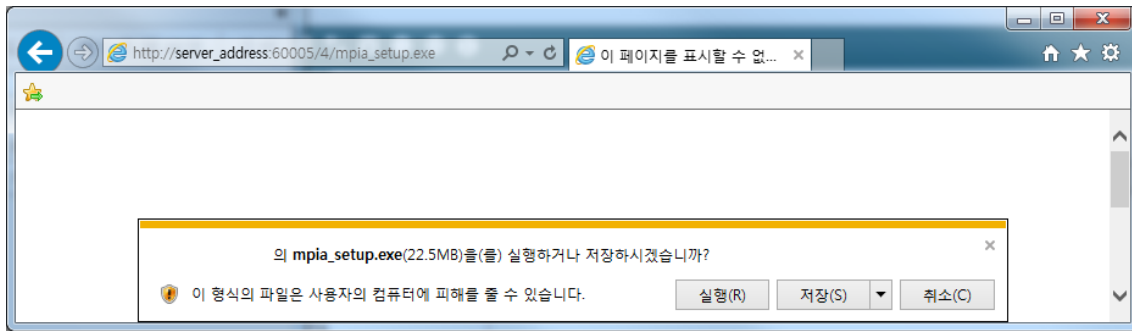 http://server_address:60005/4/mpia_setup.exe
이 페이지를 표시할 수 없...
의 mpia_setup.exe(22.5MB)을(를) 실행하거나 저장하시겠습니까?
이 형식의 파일은 사용자의 컴퓨터에 피해를 줄 수 있습니다.
실행(R)
저장(S)
취소(C)